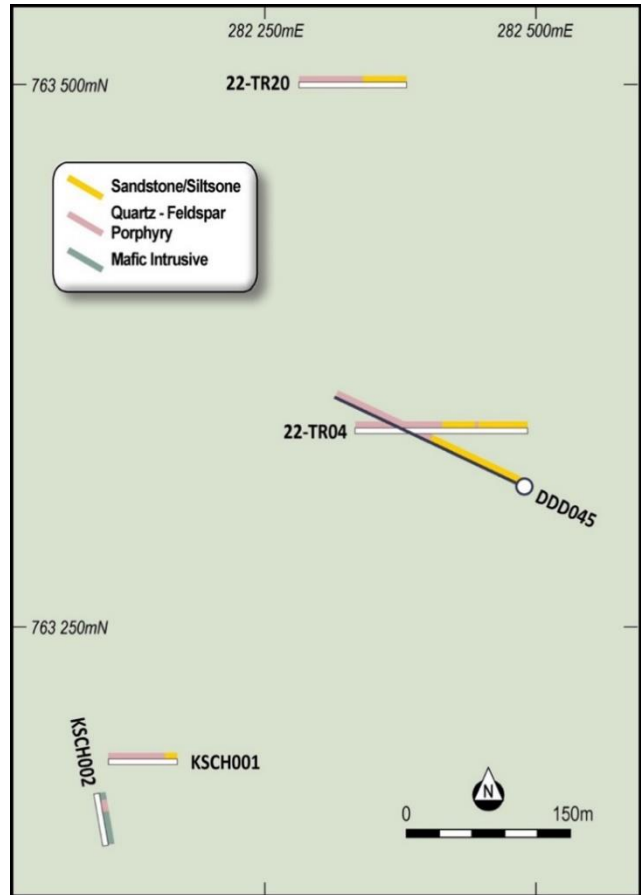 282 250mE
282 500mE
763 500mN
22-TR20
Sandstone/Siltsone
Quartz - Feldspar
Porphyry
Mafic Intrusive
22-TR04
DDD045
763 250mN
KSCH002
KSCH001
N
0
150m